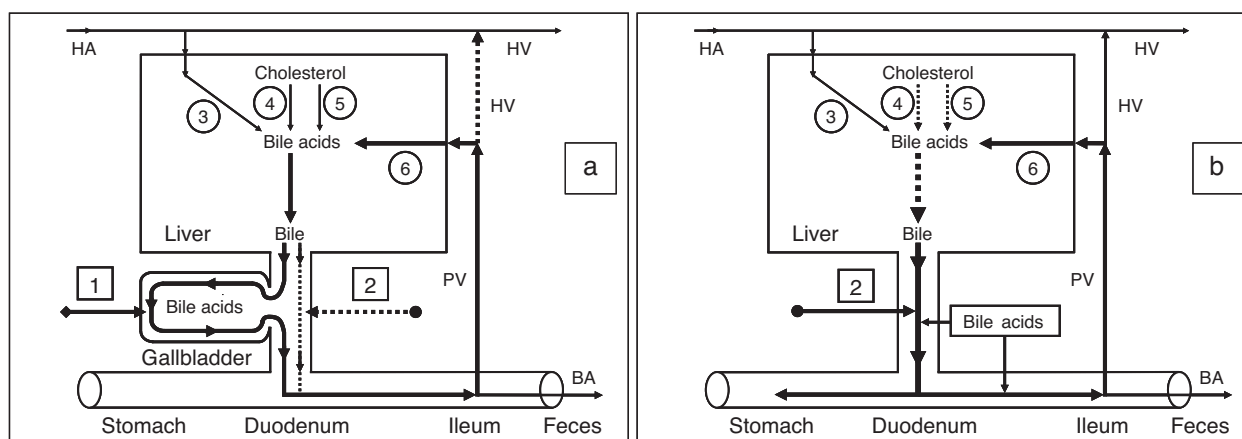 HA
HV
Cholesterol
4
5
3
HV
Bile acids
6
a
Liver
Bile
1
2
PV
Bile acids
Gallbladder
BA
Stomach
Duodenum
Ileum
Feces
HA
HV
Cholesterol
4
5
3
HV
Bile acids
6
b
Liver
Bile
2
PV
Bile acids
BA
Stomach
Duodenum
Ileum
Feces